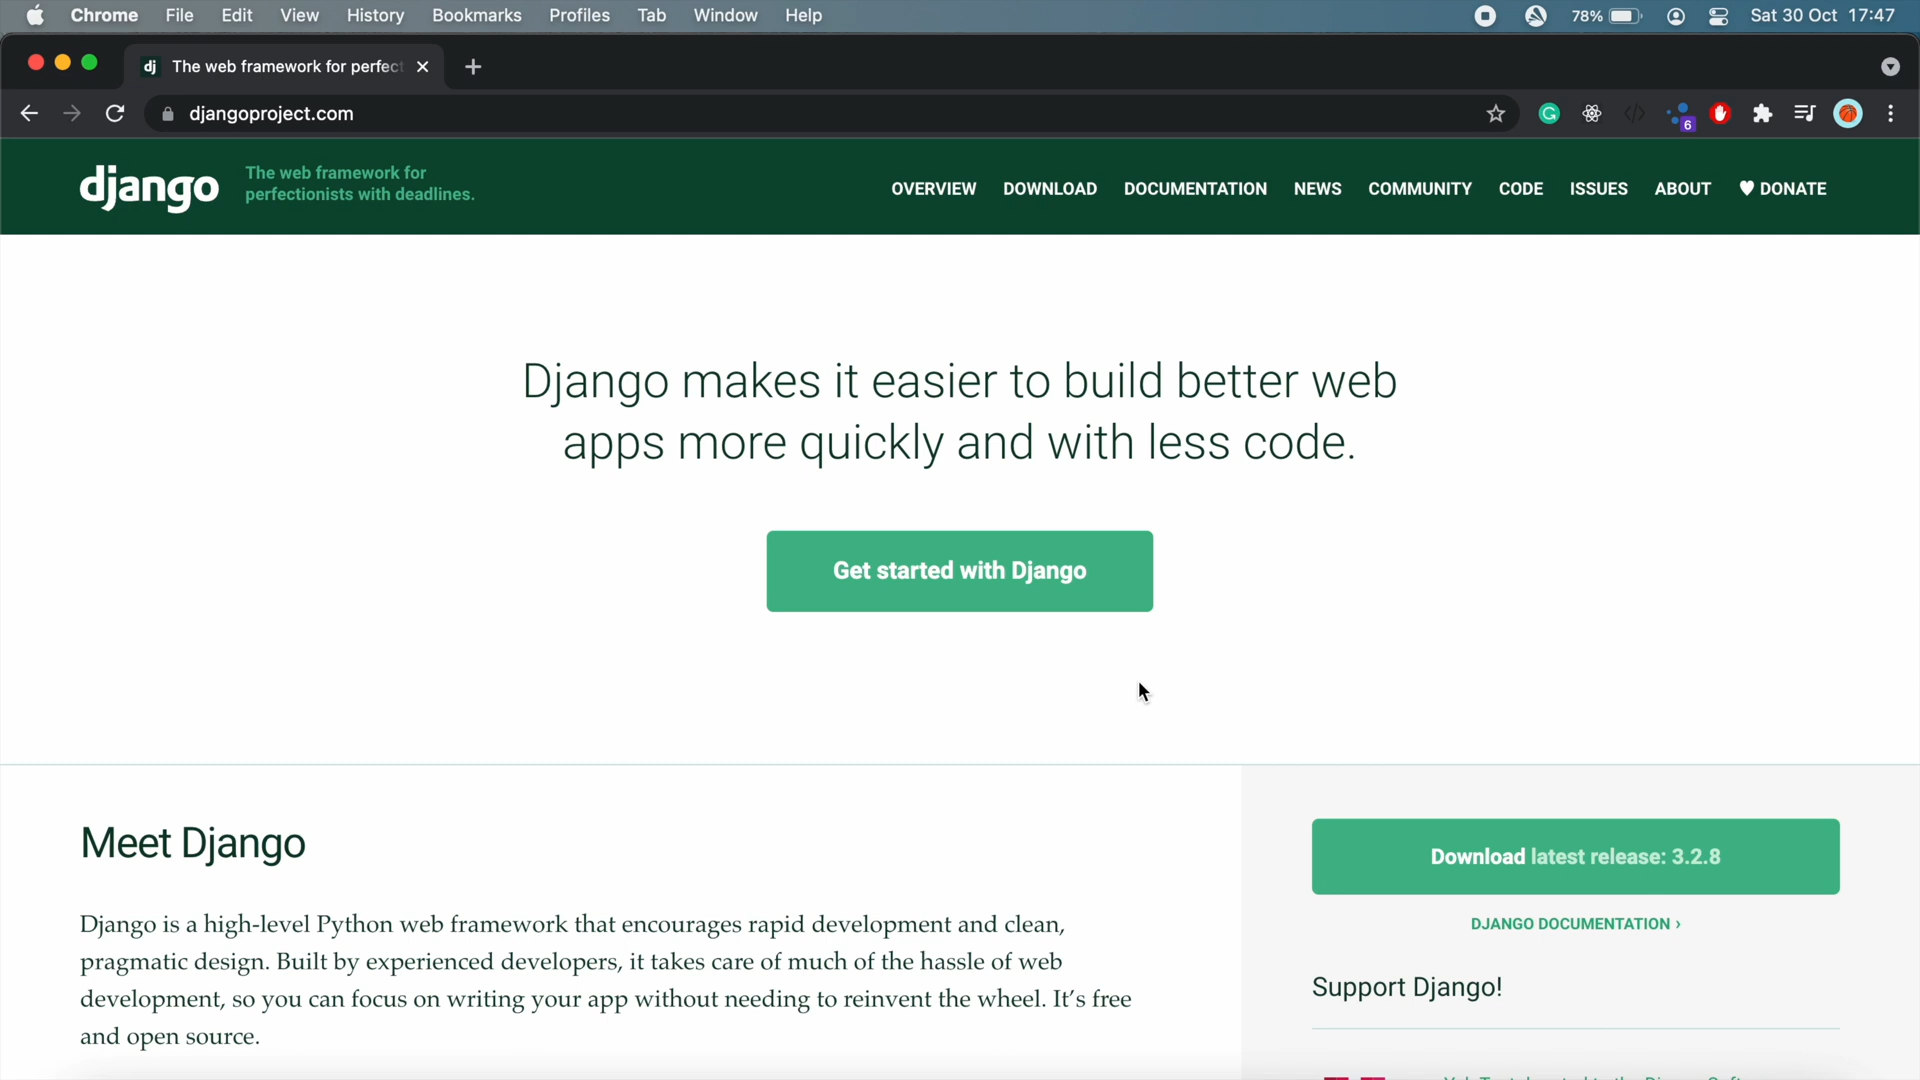 Chrome File Edit View History Bookmarks Profiles Tab Window Help 78% Sat 30 Oct 17:47
dj The web framework for perfect
djangoproject.com
6
django
The web framework for
perfectionists with deadlines.
OVERVIEW DOWNLOAD DOCUMENTATION NEWS COMMUNITY CODE ISSUES ABOUT DONATE
Django makes it easier to build better web
apps more quickly and with less code.
Get started with Django
Meet Django
Django is a high-level Python web framework that encourages rapid development and clean,
pragmatic design. Built by experienced developers, it takes care of much of the hassle of web
development, so you can focus on writing your app without needing to reinvent the wheel. It’s free
and open source.
Download latest release: 3.2.8
DJANGO DOCUMENTATION ›
Support Django!